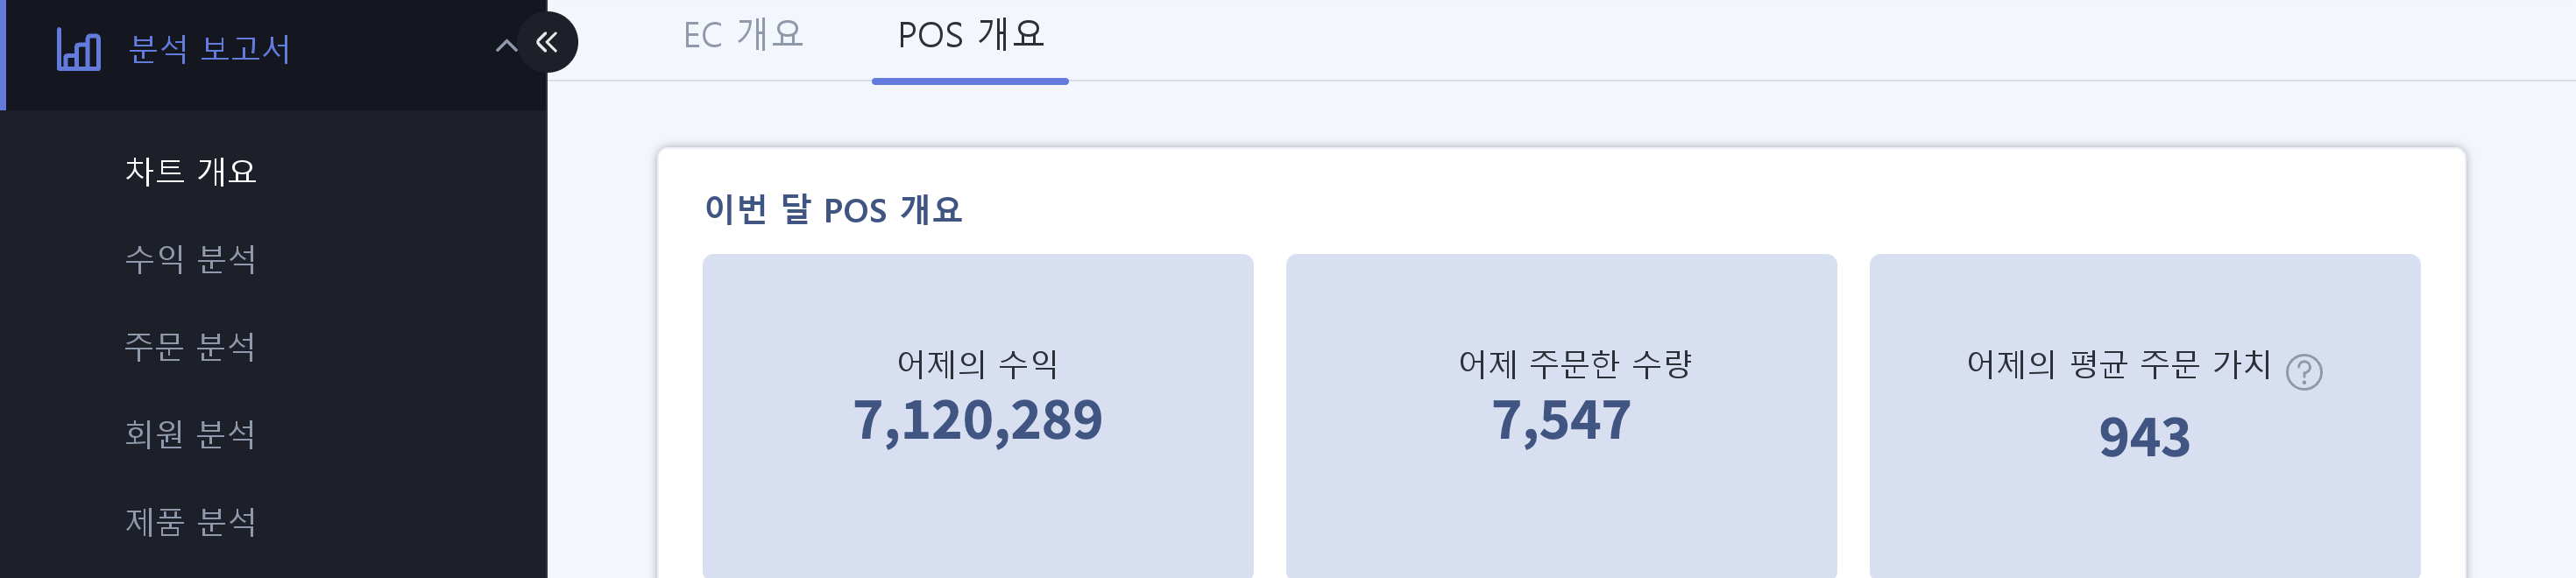 분석 보고서
차트 개요
수익 분석
주문 분석
회원 분석
제품 분석
EC 개요
POS 개요
이번 달 POS 개요
어제의 수익
7,120,289
어제 주문한 수량
7,547
어제의 평균 주문 가치 ?
943